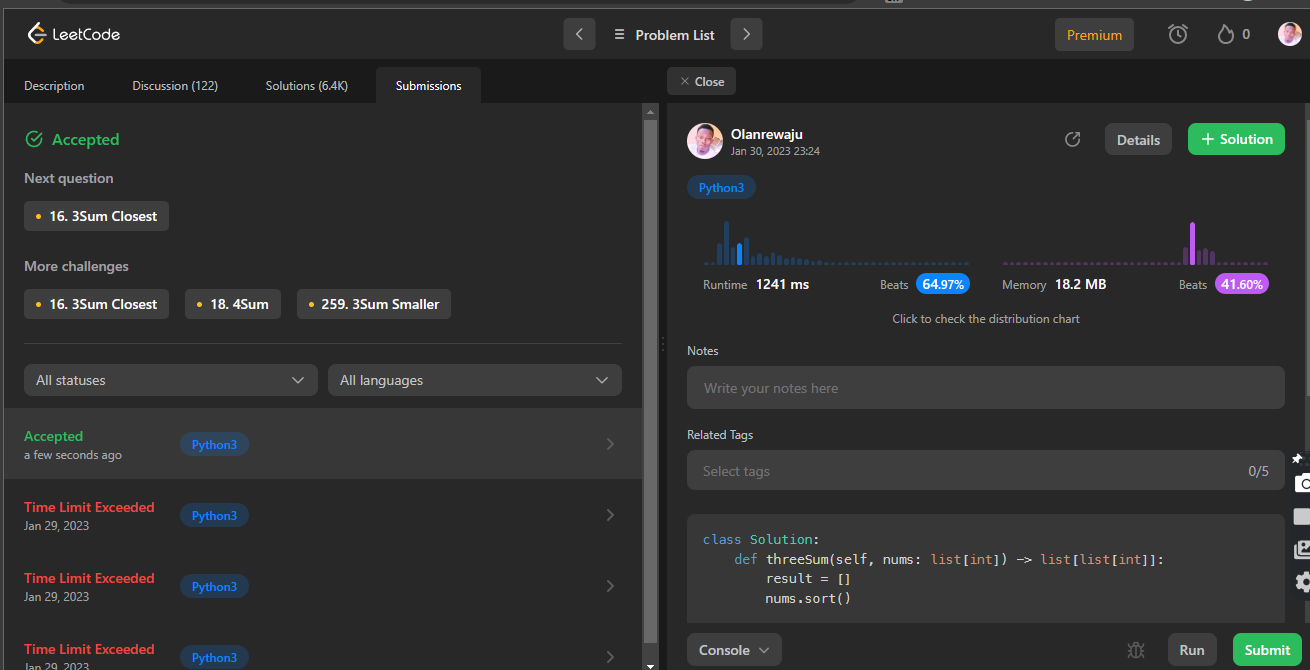 LeetCode
Problem List
Premium
0
Description
Discussion (122)
Solutions (6.4K)
Submissions
Close
Accepted
Next question
16. 3Sum Closest
More challenges
16. 3Sum Closest
18. 4Sum
259. 3Sum Smaller
All statuses
All languages
Accepted
a few seconds ago
Python3
Time Limit Exceeded
Jan 29, 2023
Python3
Time Limit Exceeded
Jan 29, 2023
Python3
Time Limit Exceeded
Jan 29, 2023
Python3
Olanrewaju
Jan 30, 2023 23:24
Details
+ Solution
Python3
Runtime 1241 ms
Beats 64.97%
Memory 18.2 MB
Beats 41.60%
Click to check the distribution chart
Notes
Write your notes here
Related Tags
Select tags
0/5
class Solution:
def threeSum(self, nums: list[int]) -> list[list[int]]:
result = []
nums.sort()
Console
Run
Submit